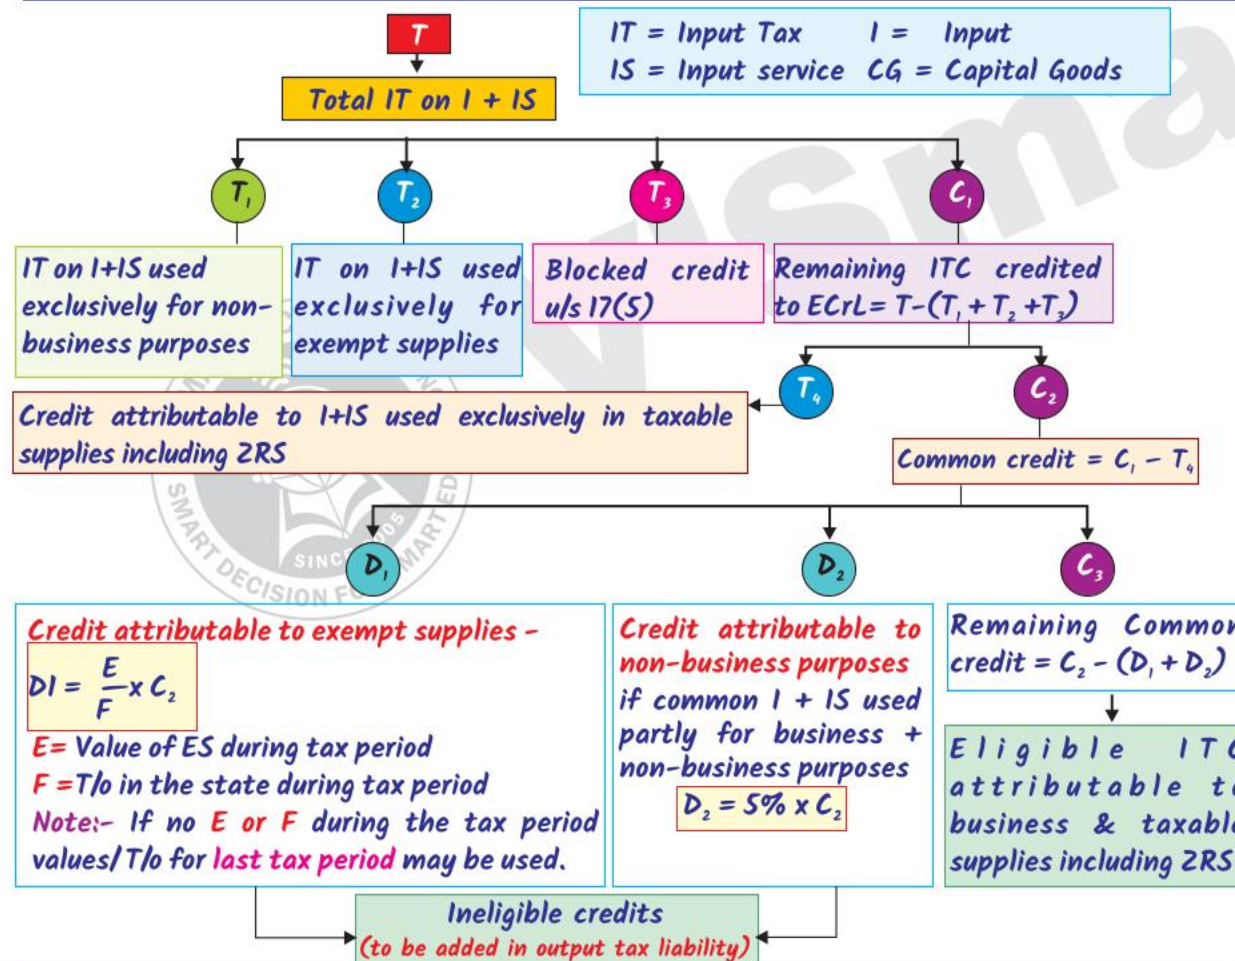 T
IT = Input Tax I = Input
IS = Input service CG = Capital Goods
Total IT on I + IS
T₁
T₂
T₃
C₁
IT on I+IS used
exclusively for non-
business purposes
IT on I+IS used
exclusively for
exempt supplies
Blocked credit
u/s 17(5)
Remaining ITC credited
to ECrL= T-(T₁ + T₂ +T₃)
T₄
C₂
Credit attributable to I+IS used exclusively in taxable
supplies including ZRS
Common credit = C₁ - T₄
D₁
D₂
C₃
Credit attributable to exempt supplies -
D1 = E/F x C₂
E= Value of ES during tax period
F =T/o in the state during tax period
Note:- If no E or F during the tax period
values/T/o for last tax period may be used.
Credit attributable to
non-business purposes
if common I + IS used
partly for business +
non-business purposes
D₂ = 5% x C₂
Remaining Common
credit = C₂ - (D₁ + D₂)
Eligible ITC
attributable to
business & taxable
supplies including ZRS
Ineligible credits
(to be added in output tax liability)
SINCE 2005
SMART DECISION